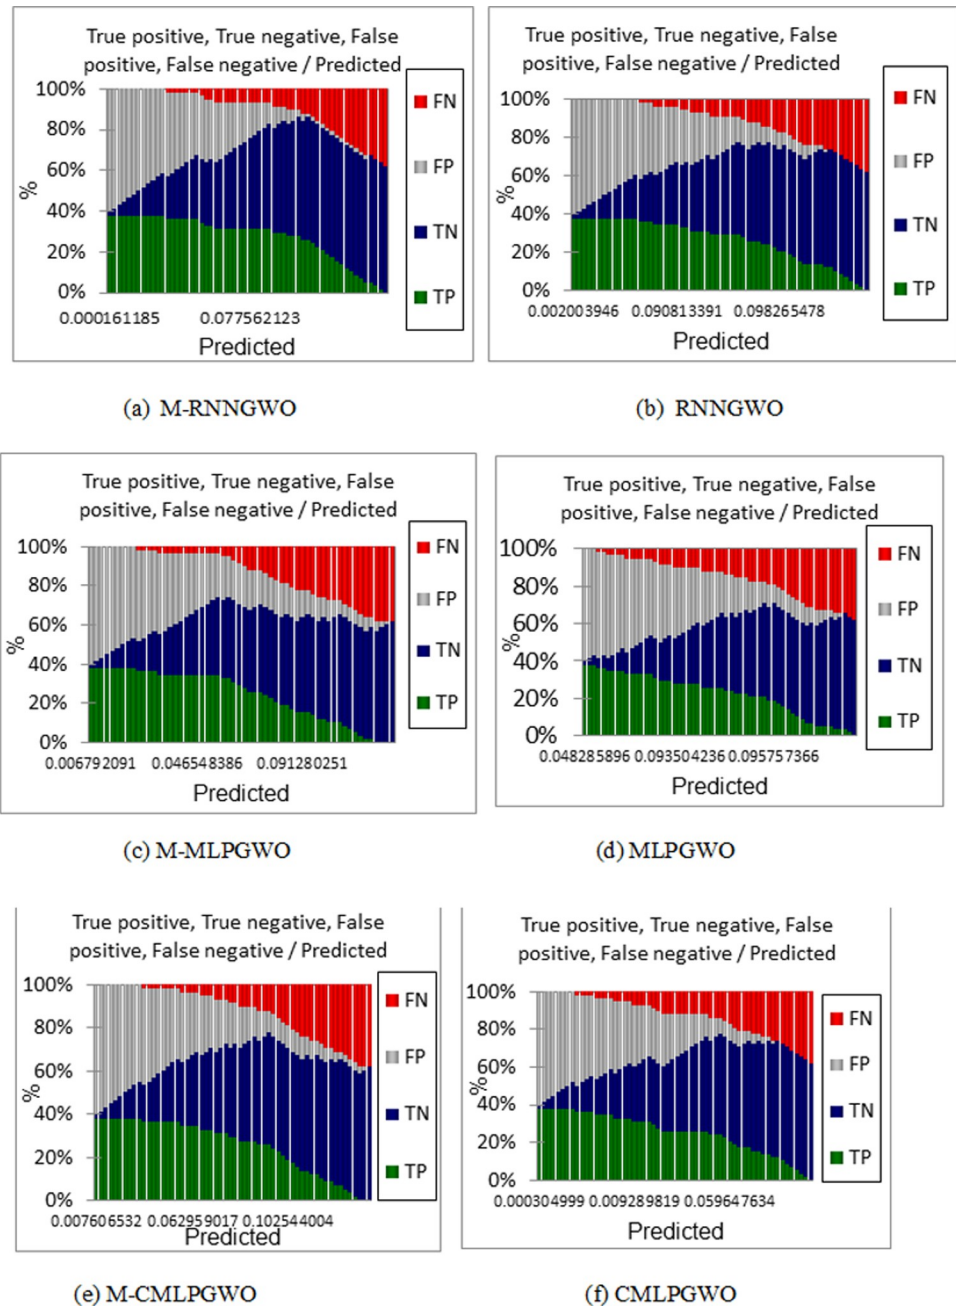 True positive, True negative, False
positive, False negative / Predicted
100%
80%
60%
40%
20%
0%
%
FN
FP
TN
TP
0.000161185
0.077562123
Predicted
(a) M-RNNGWO
True positive, True negative, False
positive, False negative / Predicted
100%
80%
60%
40%
20%
0%
%
FN
FP
TN
TP
0.002003946
0.090813391
0.098265478
Predicted
(b) RNNGWO
True positive, True negative, False
positive, False negative / Predicted
100%
80%
60%
40%
20%
0%
%
FN
FP
TN
TP
0.006792091
0.046548386
0.091280251
Predicted
(c) M-MLPGWO
True positive, True negative, False
positive, False negative / Predicted
100%
80%
60%
40%
20%
0%
%
FN
FP
TN
TP
0.048285896
0.093504236
0.095757366
Predicted
(d) MLPGWO
True positive, True negative, False
positive, False negative / Predicted
100%
80%
60%
40%
20%
0%
%
FN
FP
TN
TP
0.007606532
0.062959017
0.102544004
Predicted
(e) M-CMLPGWO
True positive, True negative, False
positive, False negative / Predicted
100%
80%
60%
40%
20%
0%
%
FN
FP
TN
TP
0.000304999
0.009289819
0.059647634
Predicted
(f) CMLPGWO